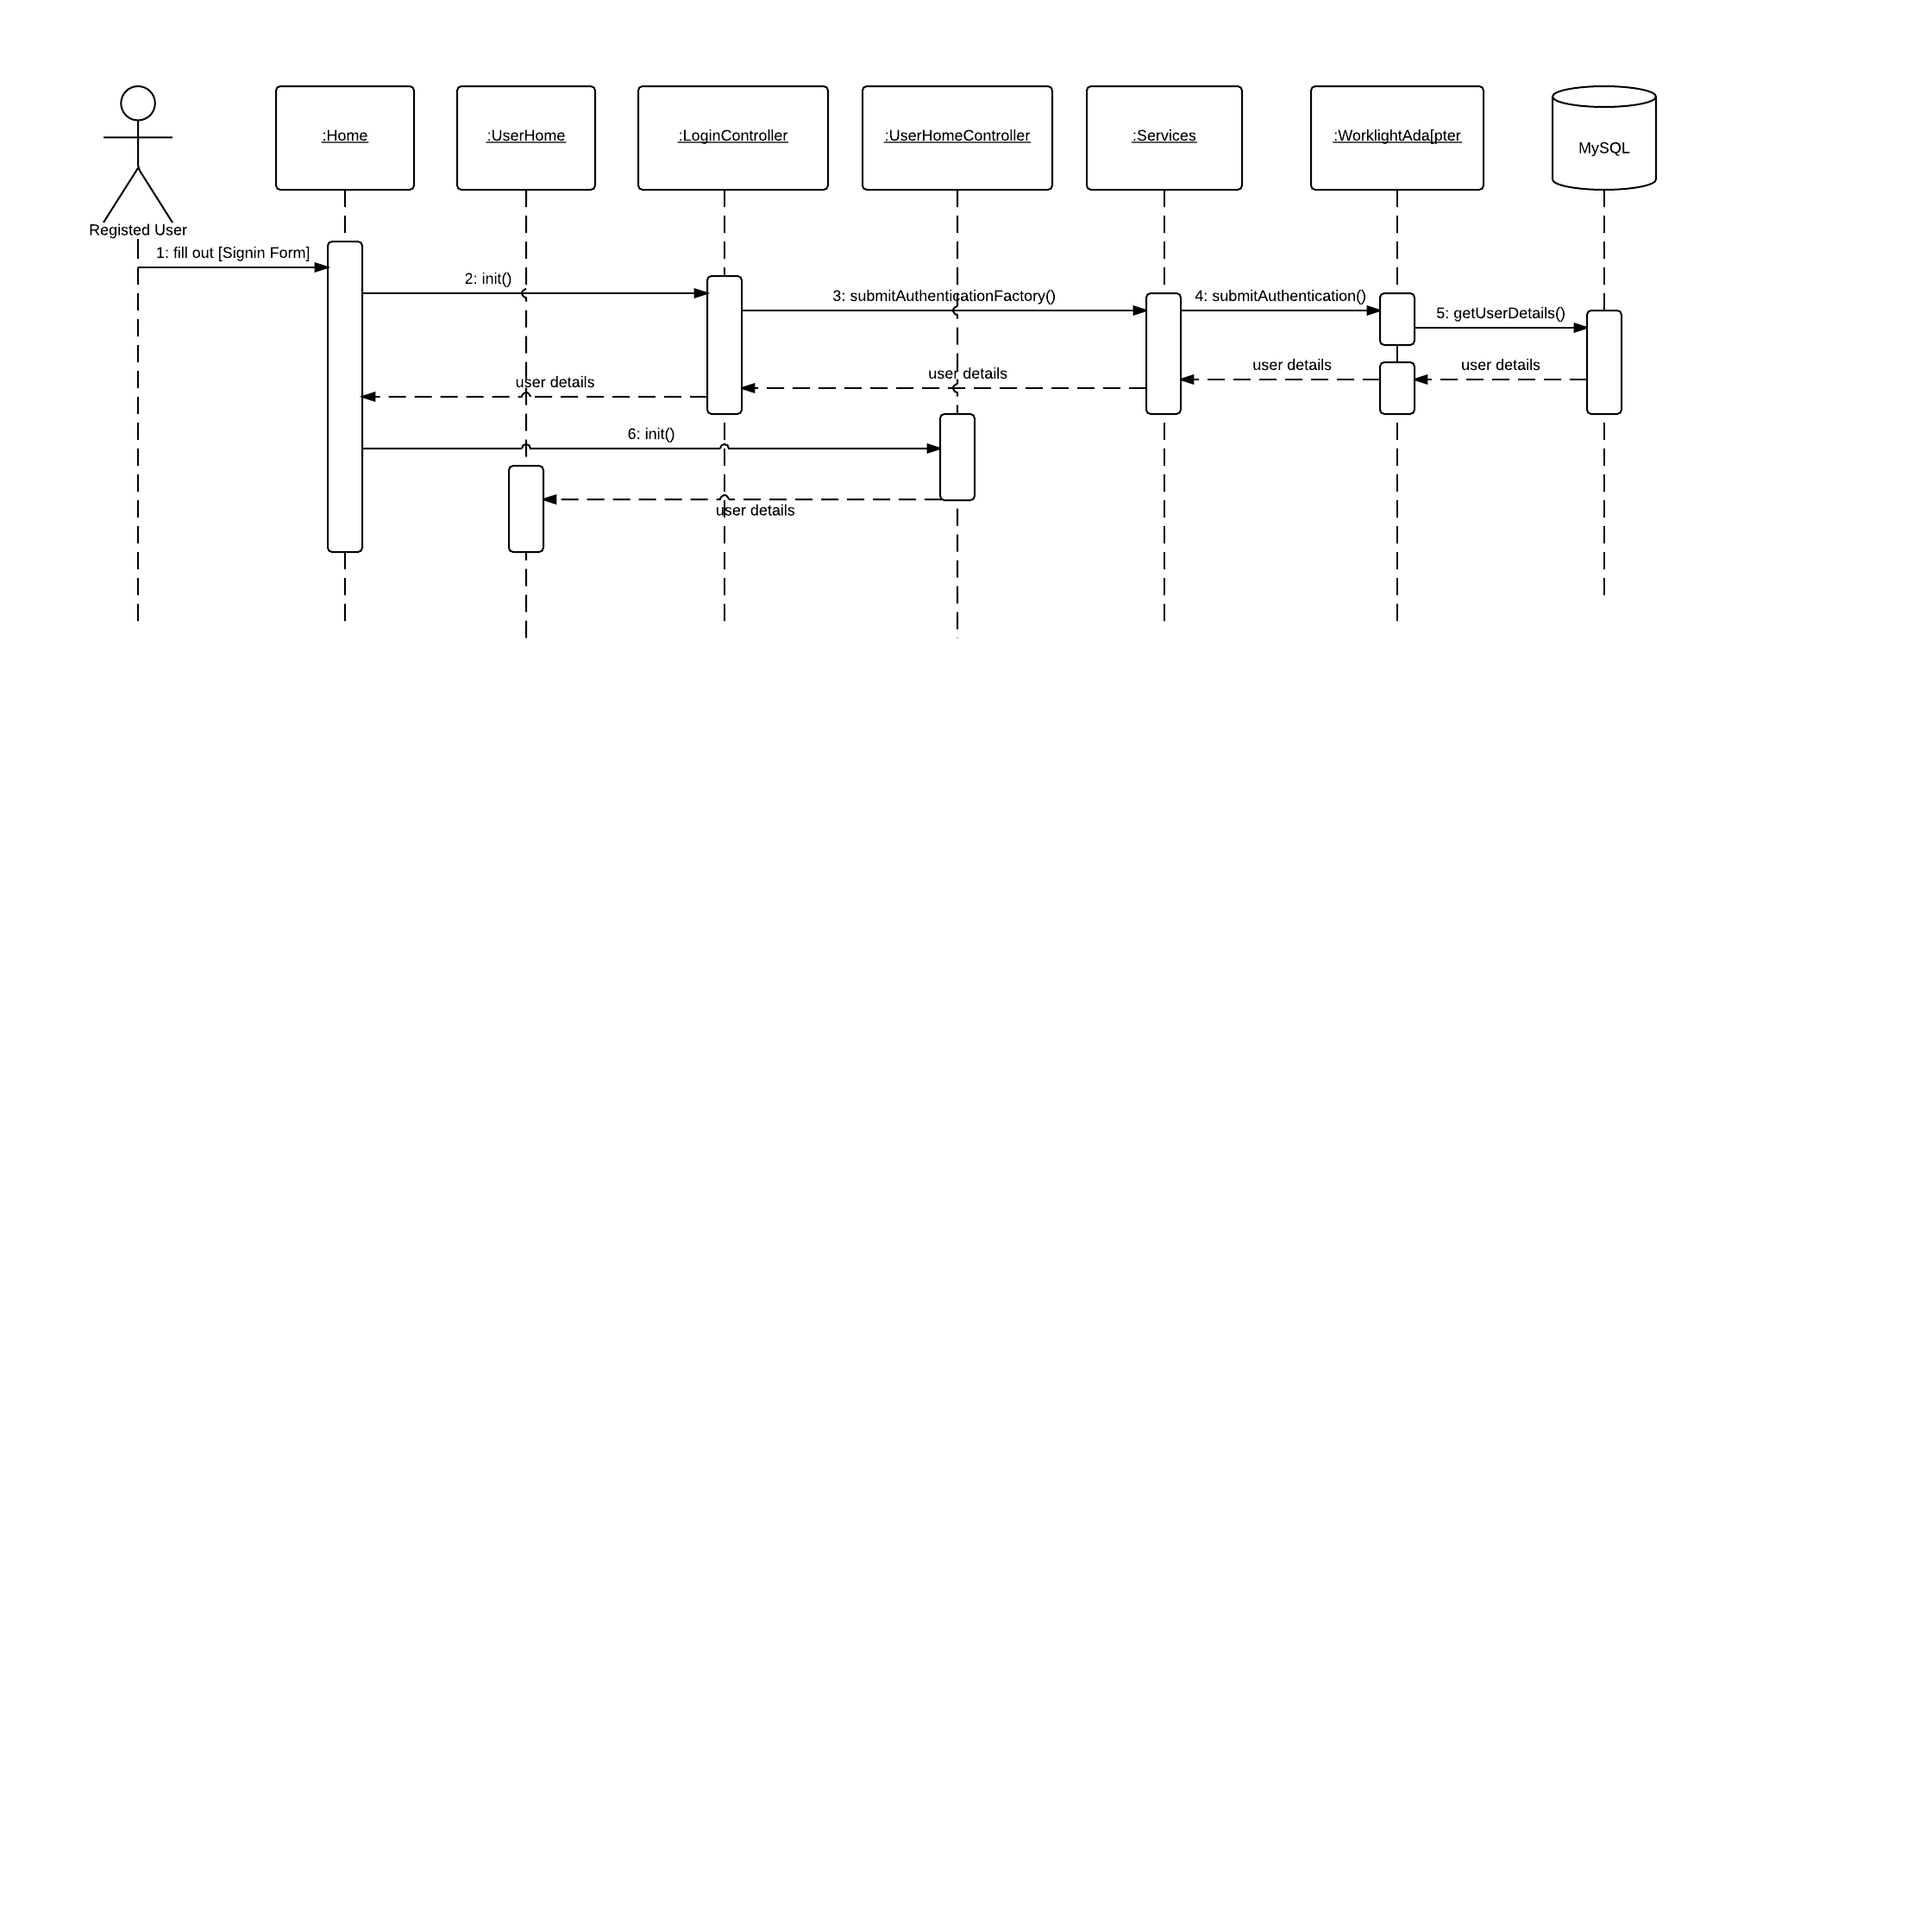 :Home
:UserHome
:LoginController
:UserHomeController
:Services
:WorklightAda[pter
MySQL
Registed User
1: fill out [Signin Form]
2: init()
3: submitAuthenticationFactory()
4: submitAuthentication()
5: getUserDetails()
user details
user details
user details
user details
6: init()
user details